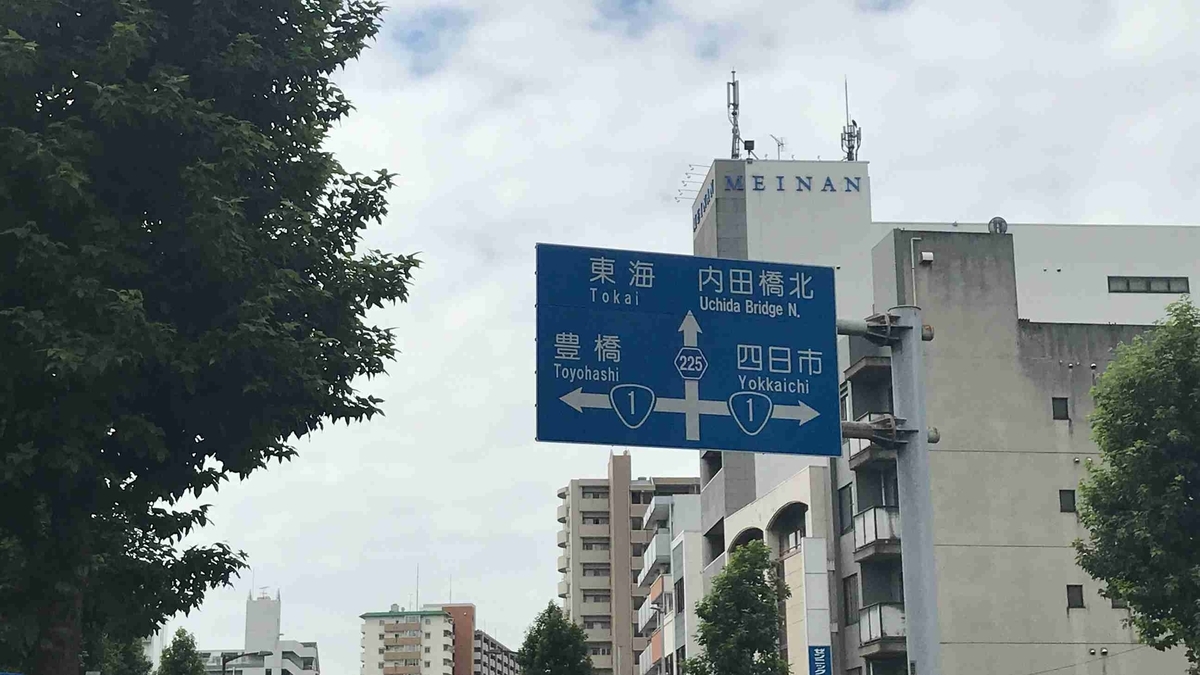 MEINAN
東海 内田橋北
Tokai Uchida Bridge N.
225
豊橋 四日市
Toyohashi Yokkaichi
1 1